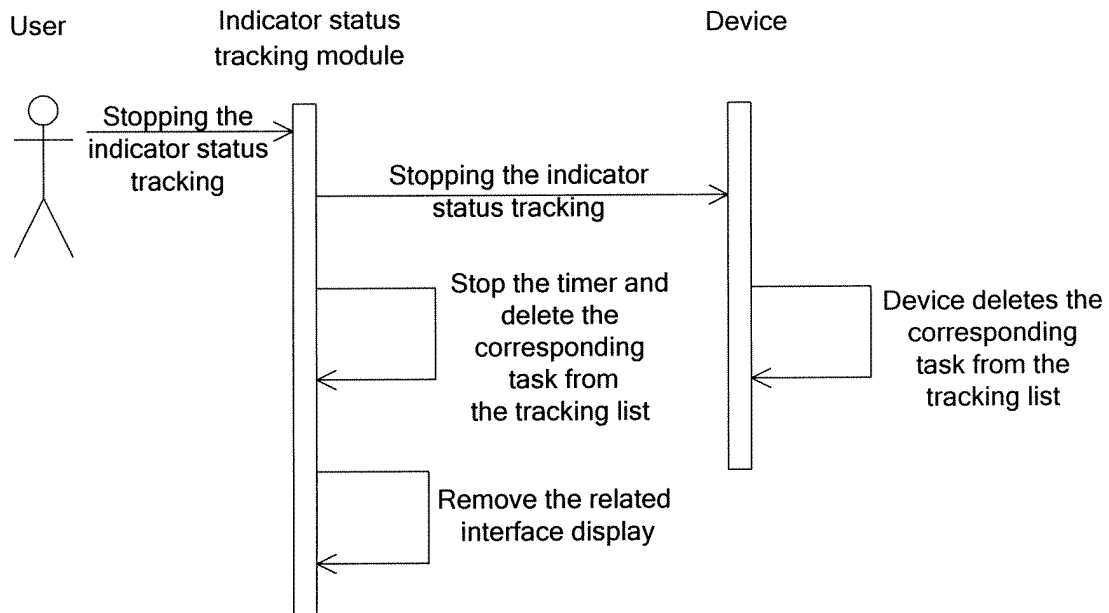 User
Indicator status
tracking module
Device
Stopping the
indicator status
tracking
Stopping the indicator
status tracking
Stop the timer and
delete the
corresponding
task from
the tracking list
Device deletes the
corresponding
task from the
tracking list
Remove the related
interface display